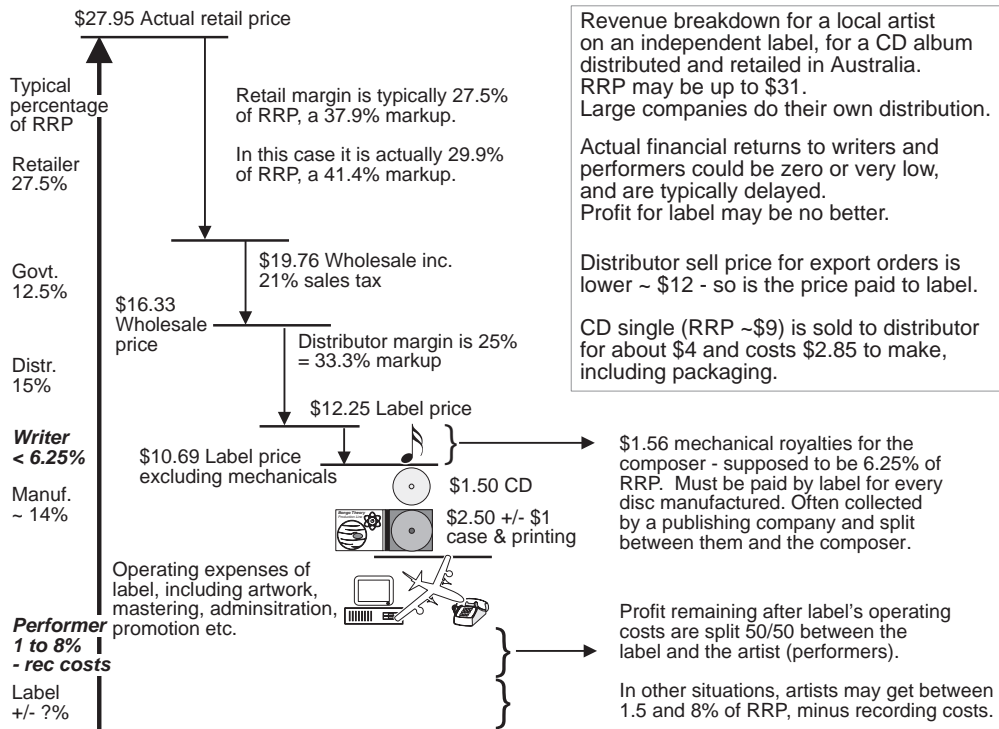 $27.95 Actual retail price
Typical
percentage
of RRP
Retail margin is typically 27.5%
of RRP, a 37.9% markup.
In this case it is actually 29.9%
of RRP, a 41.4% markup.
Retailer
27.5%
$19.76 Wholesale inc.
21% sales tax
Govt.
12.5%
$16.33
Wholesale
price
Distributor margin is 25%
= 33.3% markup
Distr.
15%
$12.25 Label price
Writer
< 6.25%
$10.69 Label price
excluding mechanicals
Manuf.
~ 14%
$1.50 CD
$2.50 +/- $1
case & printing
Operating expenses of
label, including artwork,
mastering, adminsitration,
promotion etc.
Performer
1 to 8%
- rec costs
Label
+/- ?%
Revenue breakdown for a local artist
on an independent label, for a CD album
distributed and retailed in Australia.
RRP may be up to $31.
Large companies do their own distribution.
Actual financial returns to writers and
performers could be zero or very low,
and are typically delayed.
Profit for label may be no better.
Distributor sell price for export orders is
lower ~ $12 - so is the price paid to label.
CD single (RRP ~$9) is sold to distributor
for about $4 and costs $2.85 to make,
including packaging.
$1.56 mechanical royalties for the
composer - supposed to be 6.25% of
RRP. Must be paid by label for every
disc manufactured. Often collected
by a publishing company and split
between them and the composer.
Profit remaining after label's operating
costs are split 50/50 between the
label and the artist (performers).
In other situations, artists may get between
1.5 and 8% of RRP, minus recording costs.